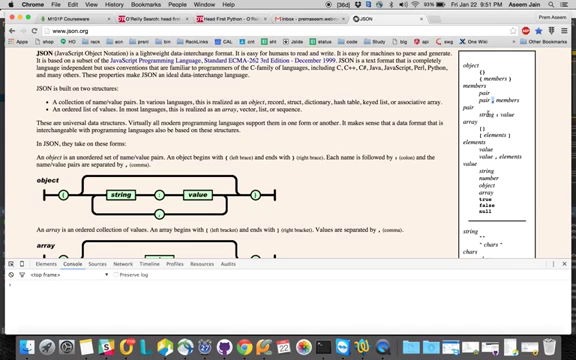 Chrome File Edit View History Bookmarks People Window Help
[36d]
Fri Jan 22 9:51 PM Aseem Jain
M101P Courseware
O'Reilly Search: head first
Head First Python - O'Re
Inbox - premaseem.webd
JSON
Prem Aseem
www.json.org
Apps
bm
prem
RackLinks
CAL
JIRA
git
Jstile
status
code
Study
One Wiki
Other Bookmarks
JSON (JavaScript Object Notation) is a lightweight data-interchange format. It is easy for humans to read and write. It is easy for machines to parse and generate.
It is based on a subset of the JavaScript Programming Language, Standard ECMA-262 3rd Edition - December 1999. JSON is a text format that is completely
language independent but uses conventions that are familiar to programmers of the C-family of languages, including C, C++, C#, Java, JavaScript, Perl, Python,
and many others. These properties make JSON an ideal data-interchange language.
JSON is built on two structures:
• A collection of name/value pairs. In various languages, this is realized as an object, record, struct, dictionary, hash table, keyed list, or associative array.
• An ordered list of values. In most languages, this is realized as an array, vector, list, or sequence.
These are universal data structures. Virtually all modern programming languages support them in one form or another. It makes sense that a data format that is
interchangeable with programming languages also be based on these structures.
In JSON, they take on these forms:
An object is an unordered set of name/value pairs. An object begins with { (left brace) and ends with } (right brace). Each name is followed by : (colon) and the
name/value pairs are separated by , (comma).
object
{ string : value }
,
An array is an ordered collection of values. An array begins with [ (left bracket) and ends with ] (right bracket). Values are separated by , (comma).
array
object
{}
{ members }
members
pair
pair , members
pair
string : value
array
[]
[ elements ]
elements
value
value , elements
value
string
number
object
array
true
false
null
string
""
" chars "
chars
Elements Console Network Timeline Profiles Application Resources Audits
<top frame>
Preserve log